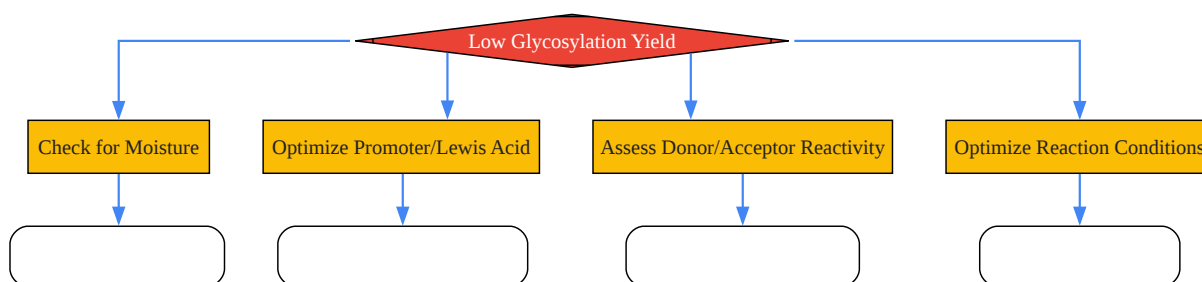 Low Glycosylation Yield
Check for Moisture
Optimize Promoter/Lewis Acid
Assess Donor/Acceptor Reactivity
Optimize Reaction Conditions